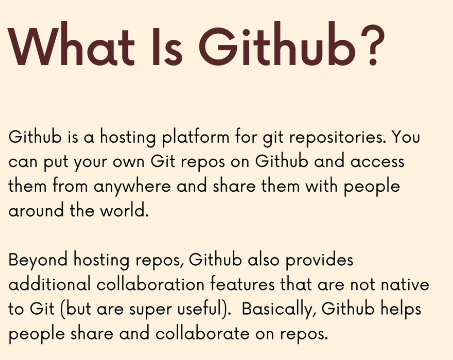 What Is Github?
Github is a hosting platform for git repositories. You
can put your own Git repos on Github and access
them from anywhere and share them with people
around the world.
Beyond hosting repos, Github also provides
additional collaboration features that are not native
to Git (but are super useful).  Basically, Github helps
people share and collaborate on repos.